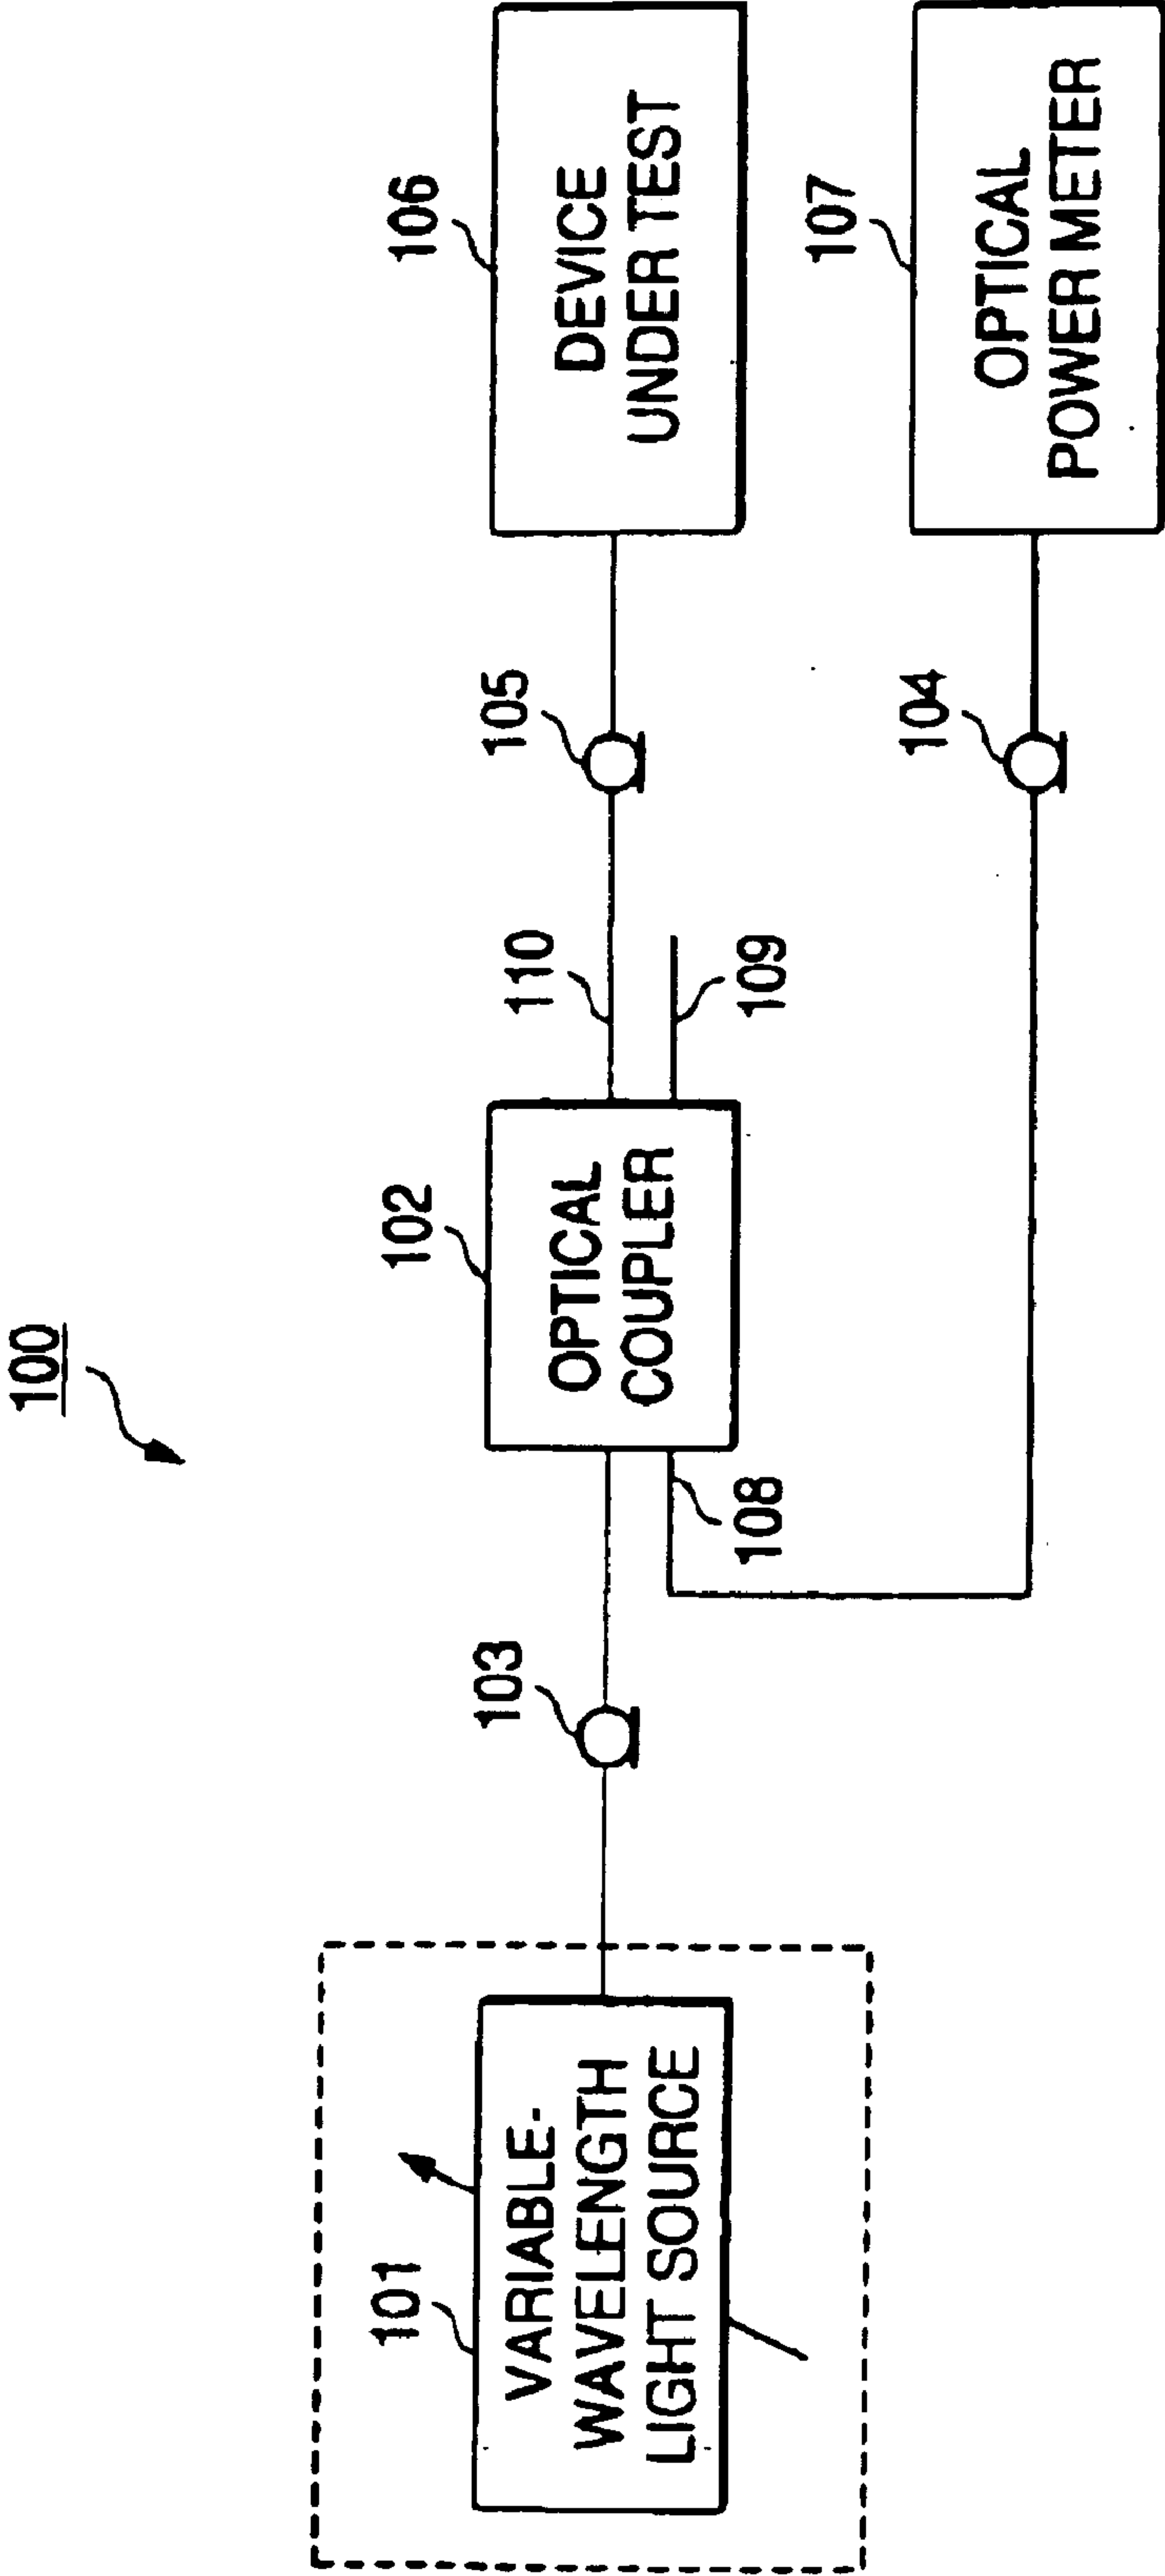 100
101
VARIABLE-
WAVELENGTH
LIGHT SOURCE
103
102
OPTICAL
COUPLER
108
110
109
105
106
DEVICE
UNDER TEST
104
107
OPTICAL
POWER METER